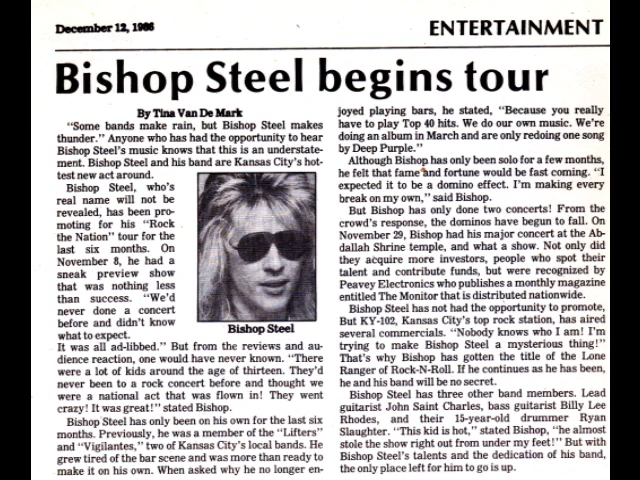 December 12, 1986
ENTERTAINMENT
Bishop Steel begins tour
By Tina Van De Mark
"Some bands make rain, but Bishop Steel makes
thunder." Anyone who has had the opportunity to hear
Bishop Steel's music knows that this is an understate-
ment. Bishop Steel and his band are Kansas City's hot-
test new act around.
Bishop Steel, who's
real name will not be
revealed, has been pro-
moting for his "Rock
the Nation" tour for the
last six months. On
November 8, he had a
sneak preview show
that was nothing less
than success. "We'd
never done a concert
before and didn't know
what to expect.
Bishop Steel
It was all ad-libbed." But from the reviews and au-
dience reaction, one would have never known. "There
were a lot of kids around the age of thirteen. They'd
never been to a rock concert before and thought we
were a national act that was flown in! They went
crazy! It was great!" stated Bishop.
Bishop Steel has only been on his own for the last six
months. Previously, he was a member of the "Lifters"
and "Vigilantes," two of Kansas City's local bands. He
grew tired of the bar scene and was more than ready to
make it on his own. When asked why he no longer en-
joyed playing bars, he stated, "Because you really
have to play Top 40 hits. We do our own music. We're
doing an album in March and are only redoing one song
by Deep Purple."
Although Bishop has only been solo for a few months,
he felt that fame and fortune would be fast coming. "I
expected it to be a domino effect. I'm making every
break on my own," said Bishop.
But Bishop has only done two concerts! From the
crowd's response, the dominos have begun to fall. On
November 29, Bishop had his major concert at the Ab-
dallah Shrine temple, and what a show. Not only did
they acquire more investors, people who spot their
talent and contribute funds, but were recognized by
Peavey Electronics who publishes a monthly magazine
entitled The Monitor that is distributed nationwide.
Bishop Steel has not had the opportunity to promote,
But KY-102, Kansas City's top rock station, has aired
several commercials. "Nobody knows who I am! I'm
trying to make Bishop Steel a mysterious thing!"
That's why Bishop has gotten the title of the Lone
Ranger of Rock-N-Roll. If he continues as he has been,
he and his band will be no secret.
Bishop Steel has three other band members. Lead
guitarist John Saint Charles, bass guitarist Billy Lee
Rhodes, and their 15-year-old drummer Ryan
Slaughter. "This kid is hot," stated Bishop, "he almost
stole the show right out from under my feet!" But with
Bishop Steel's talents and the dedication of his band,
the only place left for him to go is up.